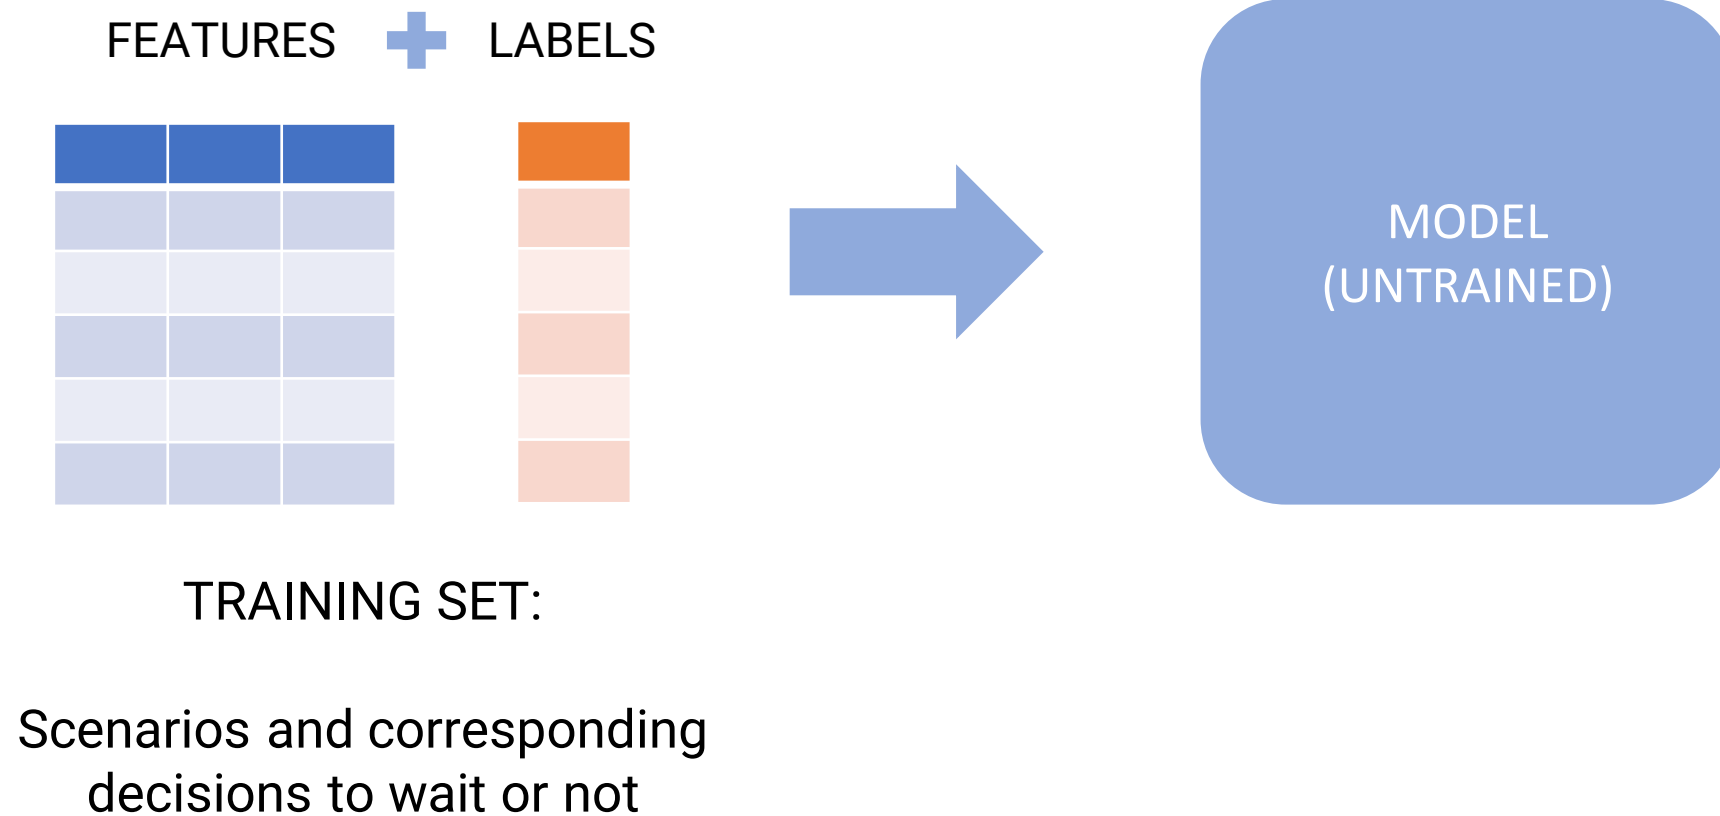 FEATURES LABELS
MODEL
(UNTRAINED)
TRAINING SET:
Scenarios and corresponding
decisions to wait or not